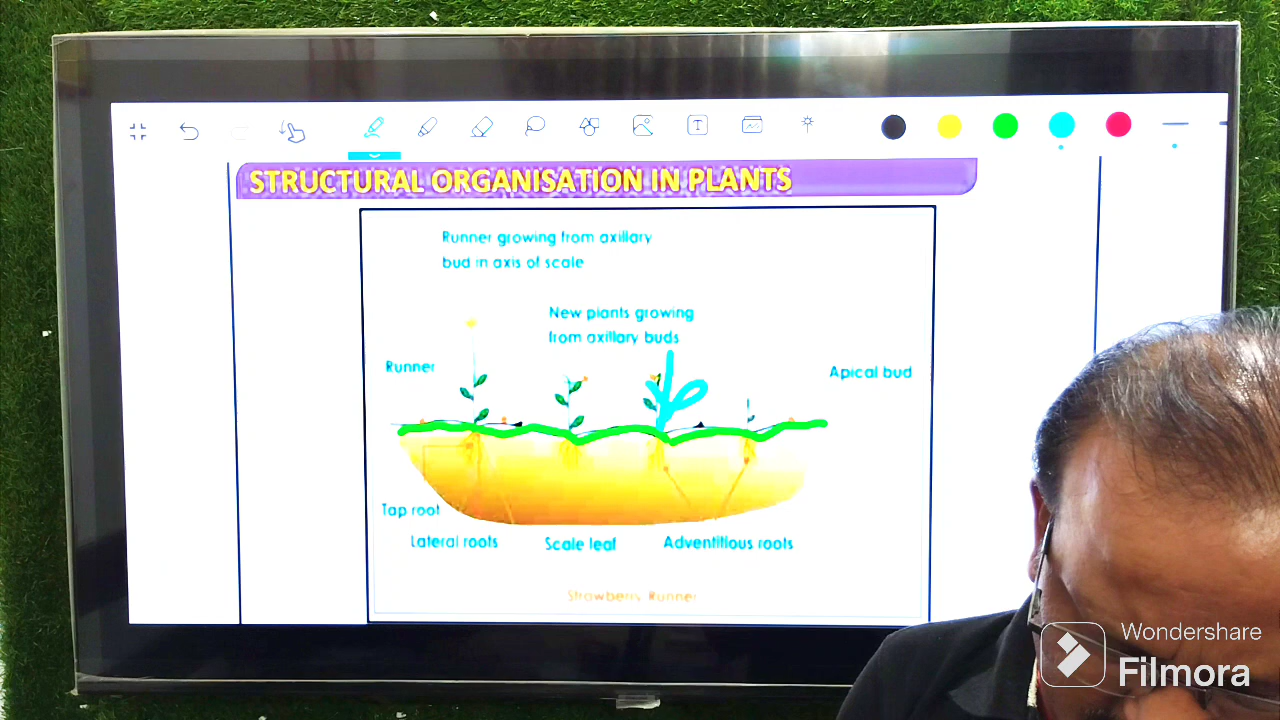 STRUCTURAL ORGANISATION IN PLANTS
Runner growing from axillary
bud in axis of scale
New plants growing
from axillary buds
Runner
Apical bud
Tap root
Lateral roots
Scale leaf
Adventitious roots
Strawberry Runner
T
Wondershare
Filmora